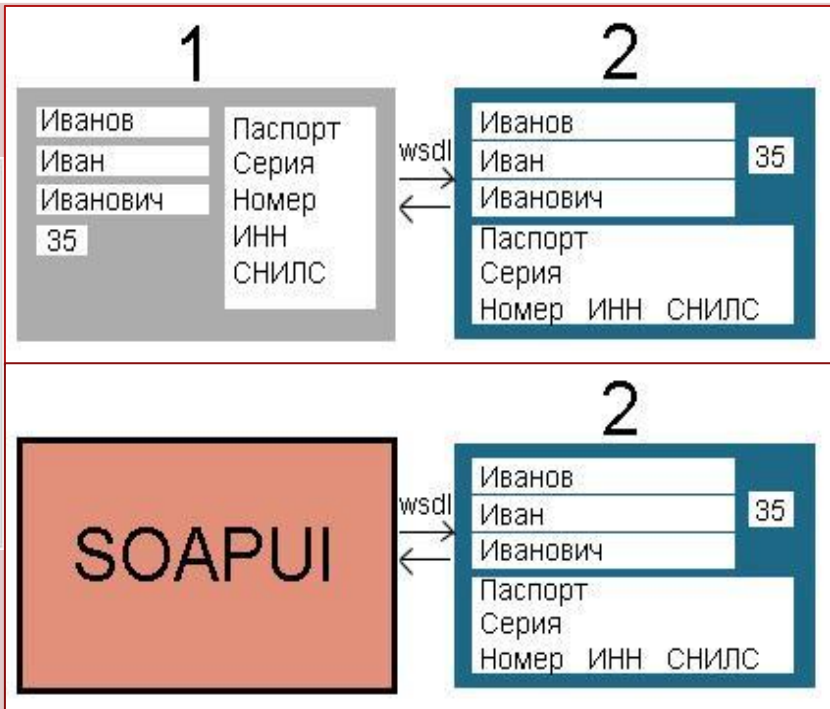 1
Иванов
Иван
Иванович
35
Паспорт
Серия
Номер
ИНН
СНИЛС
wsdl
2
Иванов
Иван
Иванович
35
Паспорт
Серия
Номер ИНН СНИЛС
SOAPUI
wsdl
2
Иванов
Иван
Иванович
35
Паспорт
Серия
Номер ИНН СНИЛС